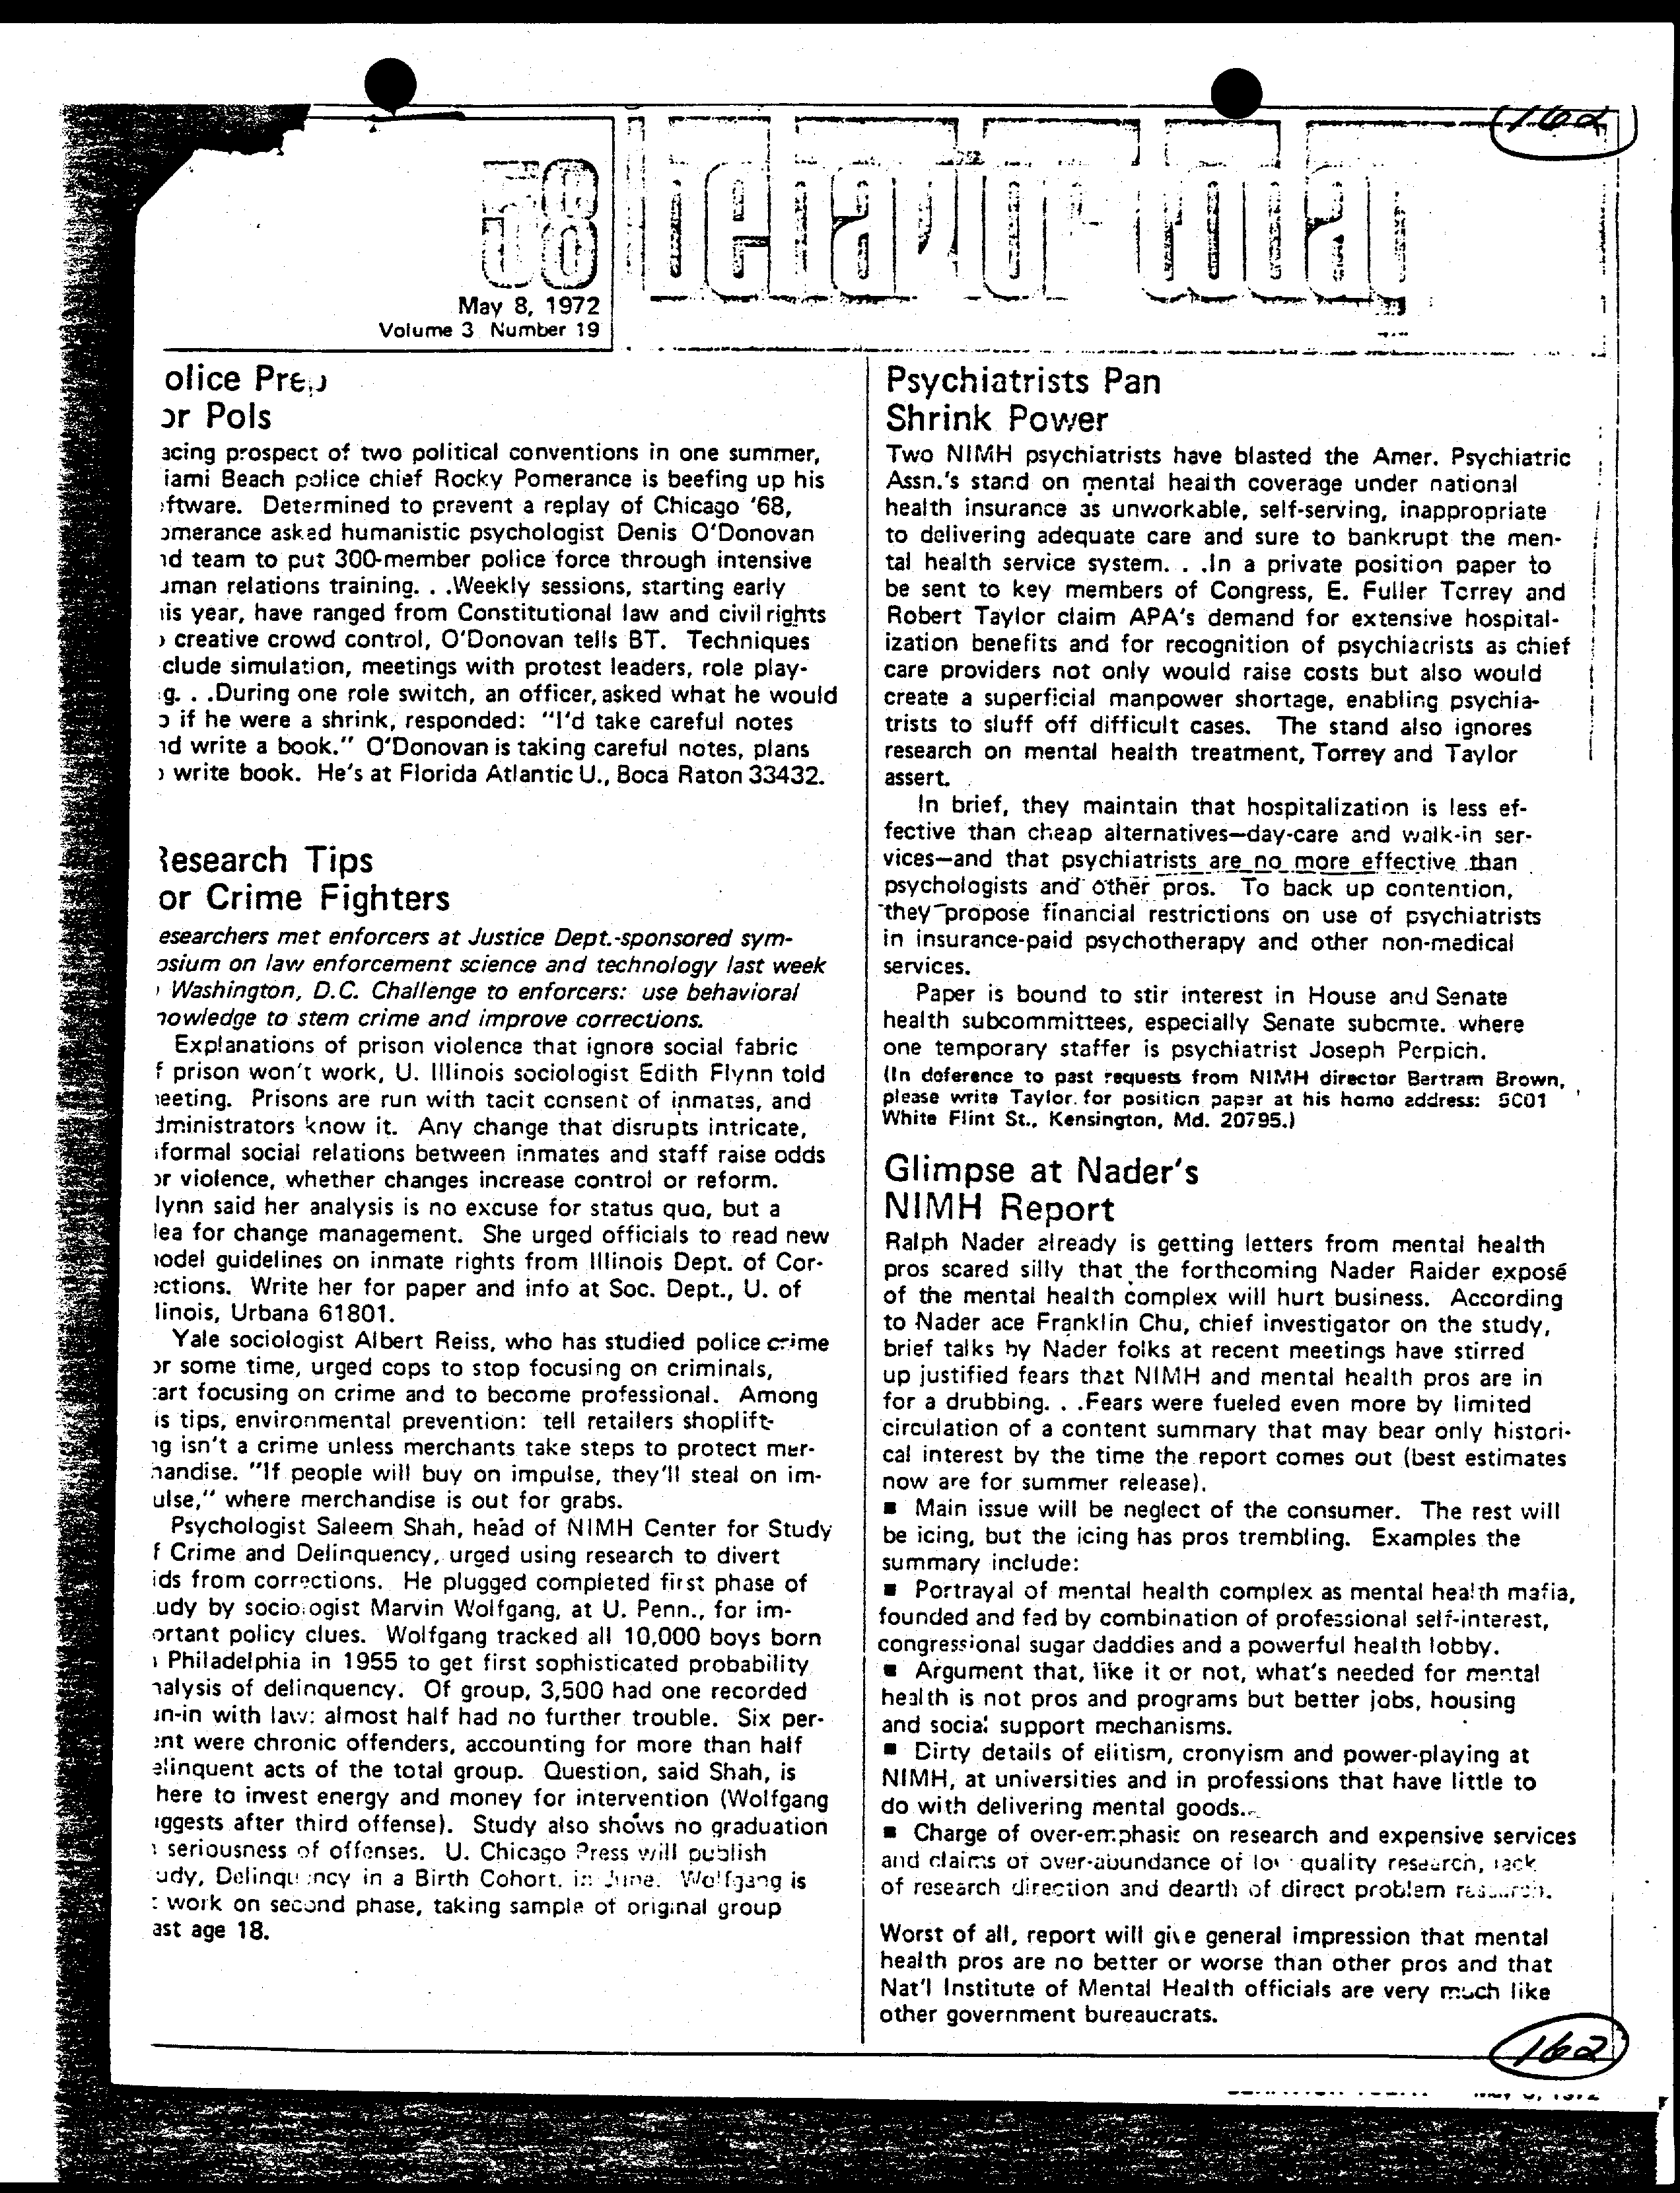 162
58
behavior today
May 8, 1972
Volume 3 Number 19
olice Prep
or Pols
acing prospect of two political conventions in one summer,
iami Beach police chief Rocky Pomerance is beefing up his
ftware. Determined to prevent a replay of Chicago '68,
omerance asked humanistic psychologist Denis O'Donovan
nd team to put 300-member police force through intensive
uman relations training. . .Weekly sessions, starting early
his year, have ranged from Constitutional law and civil rights
o creative crowd control, O'Donovan tells BT. Techniques
clude simulation, meetings with protest leaders, role play-
g. . .During one role switch, an officer, asked what he would
o if he were a shrink, responded: "I'd take careful notes
nd write a book." O'Donovan is taking careful notes, plans
o write book. He's at Florida Atlantic U., Boca Raton 33432.
Research Tips
or Crime Fighters
esearchers met enforcers at Justice Dept.-sponsored sym-
osium on law enforcement science and technology last week
Washington, D.C. Challenge to enforcers: use behavioral
nowledge to stem crime and improve corrections.
Explanations of prison violence that ignore social fabric
f prison won't work, U. Illinois sociologist Edith Flynn told
eeting. Prisons are run with tacit consent of inmates, and
dministrators know it. Any change that disrupts intricate,
formal social relations between inmates and staff raise odds
or violence, whether changes increase control or reform.
lynn said her analysis is no excuse for status quo, but a
lea for change management. She urged officials to read new
nodel guidelines on inmate rights from Illinois Dept. of Cor-
ections. Write her for paper and info at Soc. Dept., U. of
linois, Urbana 61801.
Yale sociologist Albert Reiss, who has studied police crime
or some time, urged cops to stop focusing on criminals,
tart focusing on crime and to become professional. Among
is tips, environmental prevention: tell retailers shoplift-
ng isn't a crime unless merchants take steps to protect mer-
handise. "If people will buy on impulse, they'll steal on im-
ulse," where merchandise is out for grabs.
Psychologist Saleem Shah, head of NIMH Center for Study
f Crime and Delinquency, urged using research to divert
ids from corrections. He plugged completed first phase of
udy by sociologist Marvin Wolfgang, at U. Penn., for im-
ortant policy clues. Wolfgang tracked all 10,000 boys born
n Philadelphia in 1955 to get first sophisticated probability
nalysis of delinquency. Of group, 3,500 had one recorded
un-in with law: almost half had no further trouble. Six per-
ent were chronic offenders, accounting for more than half
elinquent acts of the total group. Question, said Shah, is
here to invest energy and money for intervention (Wolfgang
uggests after third offense). Study also shows no graduation
n seriousness of offenses. U. Chicago Press will publish
udy, Delinquency in a Birth Cohort, in June. Wolfgang is
t work on second phase, taking sample of original group
ast age 18.
Psychiatrists Pan
Shrink Power
Two NIMH psychiatrists have blasted the Amer. Psychiatric
Assn.'s stand on mental health coverage under national
health insurance as unworkable, self-serving, inappropriate
to delivering adequate care and sure to bankrupt the men-
tal health service system. . .In a private position paper to
be sent to key members of Congress, E. Fuller Torrey and
Robert Taylor claim APA's demand for extensive hospital-
ization benefits and for recognition of psychiatrists as chief
care providers not only would raise costs but also would
create a superficial manpower shortage, enabling psychia-
trists to sluff off difficult cases. The stand also ignores
research on mental health treatment, Torrey and Taylor
assert.
In brief, they maintain that hospitalization is less ef-
fective than cheap alternatives—day-care and walk-in ser-
vices—and that psychiatrists are no more effective than
psychologists and other pros. To back up contention,
they propose financial restrictions on use of psychiatrists
in insurance-paid psychotherapy and other non-medical
services.
Paper is bound to stir interest in House and Senate
health subcommittees, especially Senate subcmte. where
one temporary staffer is psychiatrist Joseph Perpich.
(In deference to past requests from NIMH director Bertram Brown,
please write Taylor for position paper at his home address:
White Flint St., Kensington, Md. 20795.)
Glimpse at Nader's
NIMH Report
Ralph Nader already is getting letters from mental health
pros scared silly that the forthcoming Nader Raider exposé
of the mental health complex will hurt business. According
to Nader ace Franklin Chu, chief investigator on the study,
brief talks by Nader folks at recent meetings have stirred
up justified fears that NIMH and mental health pros are in
for a drubbing. . .Fears were fueled even more by limited
circulation of a content summary that may bear only histori-
cal interest by the time the report comes out (best estimates
now are for summer release).
■ Main issue will be neglect of the consumer. The rest will
be icing, but the icing has pros trembling. Examples the
summary include:
■ Portrayal of mental health complex as mental health mafia,
founded and fed by combination of professional self-interest,
congressional sugar daddies and a powerful health lobby.
■ Argument that, like it or not, what's needed for mental
health is not pros and programs but better jobs, housing
and social support mechanisms.
■ Dirty details of elitism, cronyism and power-playing at
NIMH, at universities and in professions that have little to
do with delivering mental goods.
■ Charge of over-emphasis on research and expensive services
and claims of over-abundance of low quality research, lack
of research direction and dearth of direct problem research.
Worst of all, report will give general impression that mental
health pros are no better or worse than other pros and that
Nat'l Institute of Mental Health officials are very much like
other government bureaucrats.
162